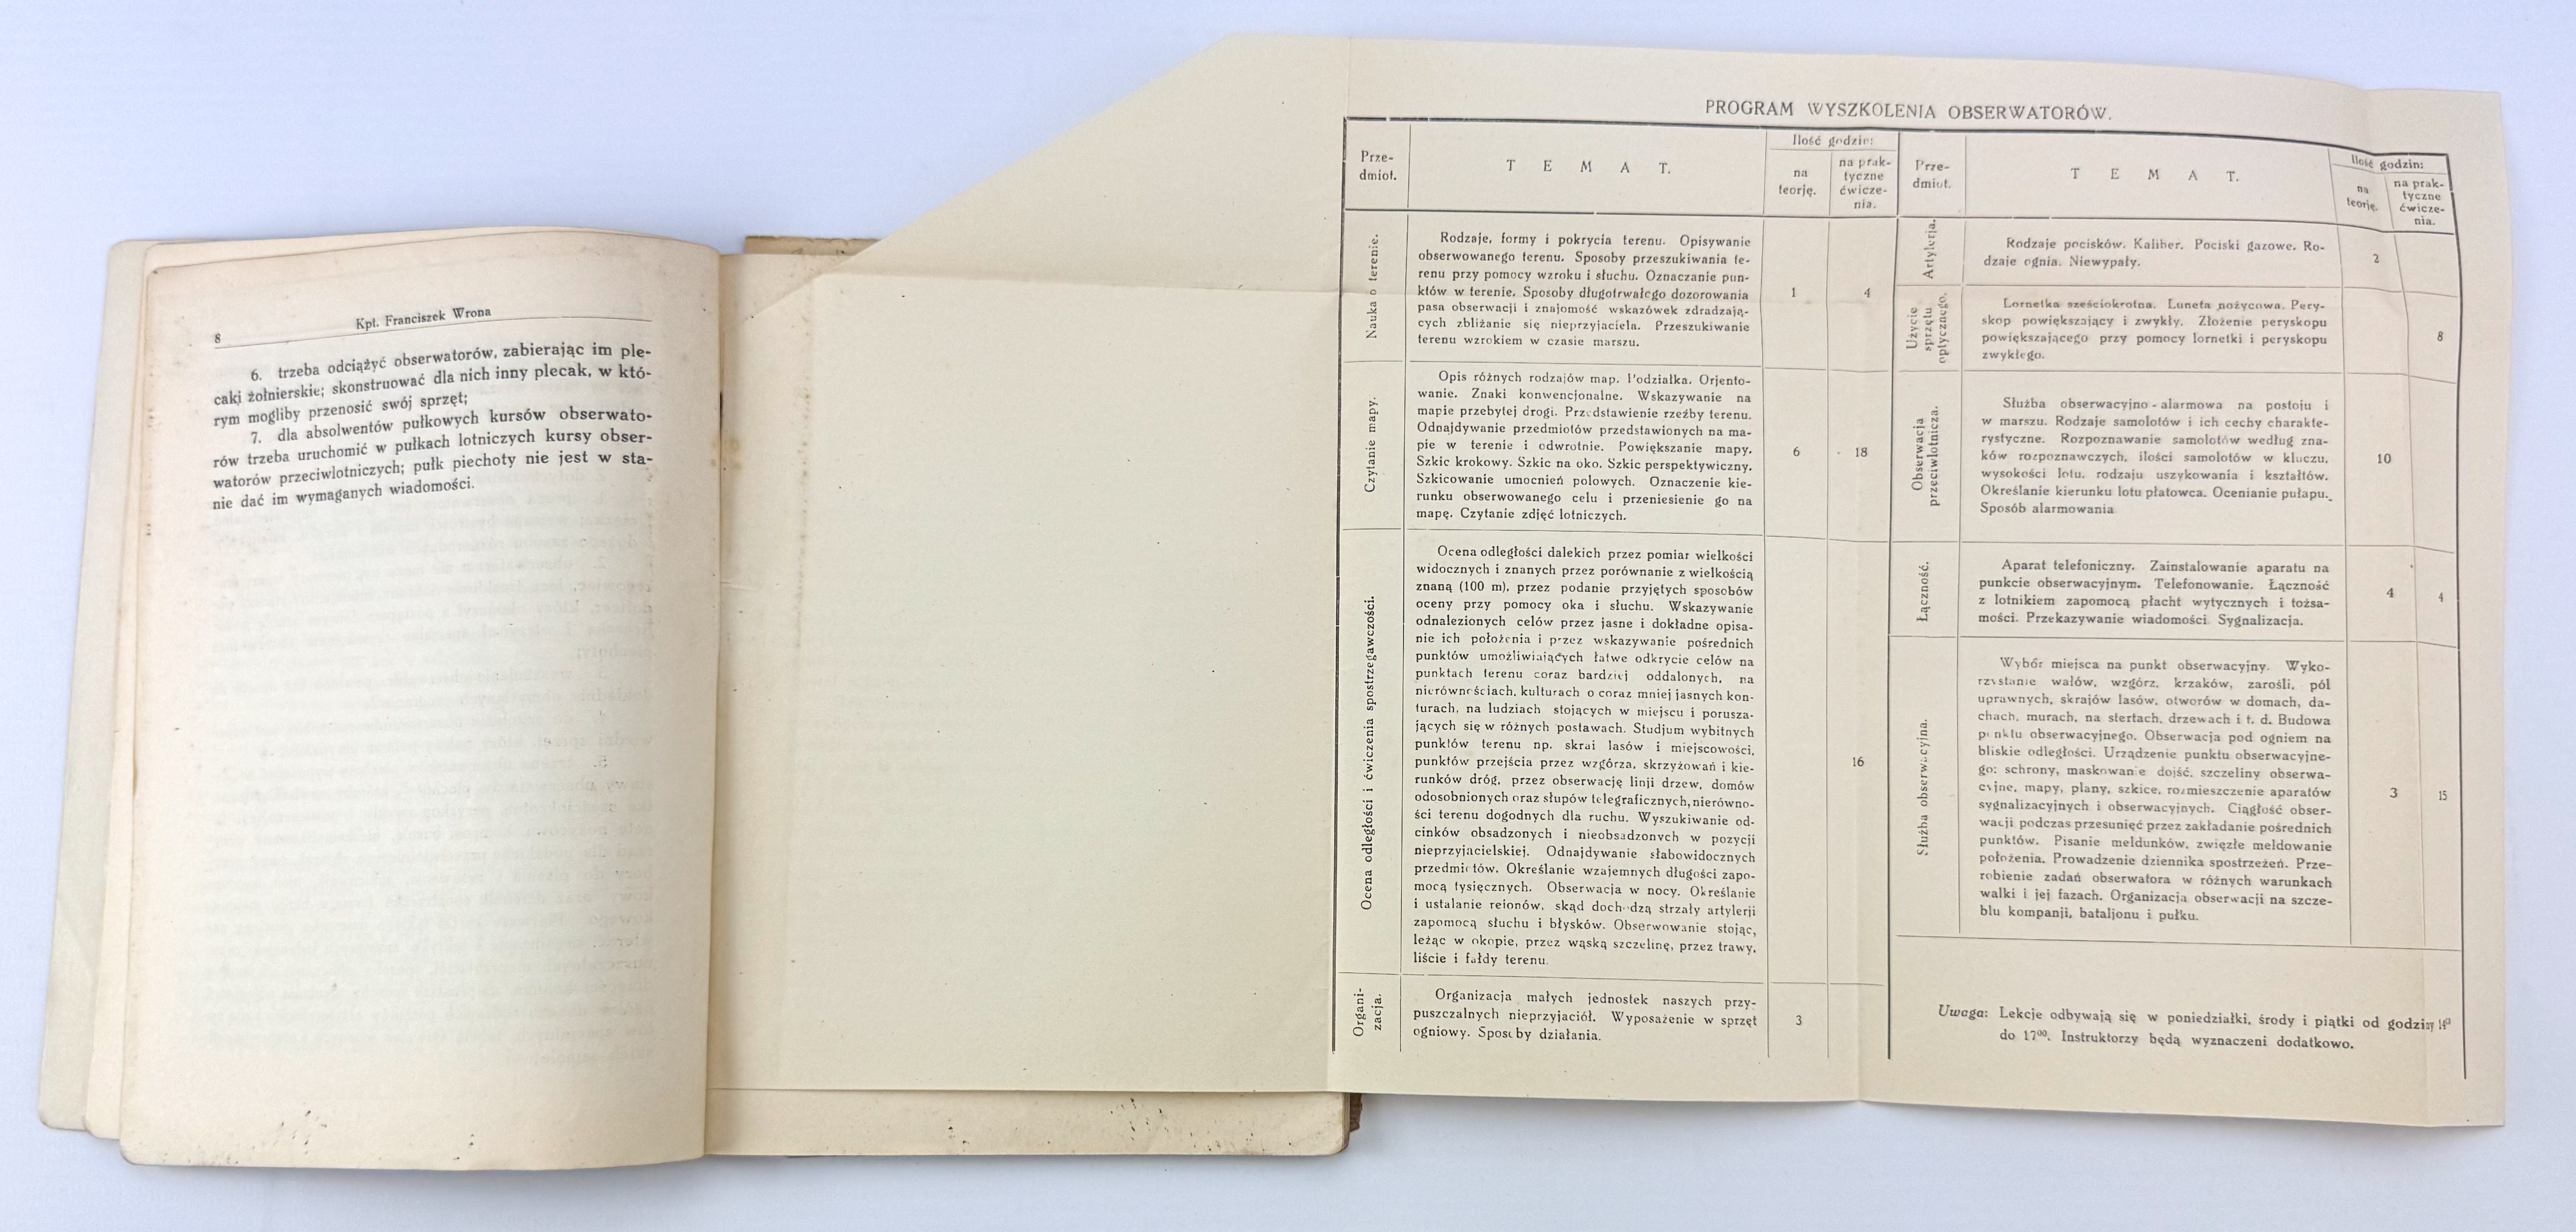 8
Kpt. Franciszek Wrona
6. trzeba odciążyć obserwatorów, zabierając im ple-
caki żołnierskie; skonstruować dla nich inny plecak, w któ-
rym mogliby przenosić swój sprzęt;
7. dla absolwentów pułkowych kursów obserwato-
rów trzeba uruchomić w pułkach lotniczych kursy obser-
watorów przeciwlotniczych; pułk piechoty nie jest w sta-
nie dać im wymaganych wiadomości.
PROGRAM WYSZKOLENIA OBSERWATORÓW.
Prze-
dmiot.
T E M A T.
Ilość godzin:
na
teorję.
na prak-
tyczne
ćwicze-
nia.
Nauka o terenie.
Rodzaje, formy i pokrycia terenu. Opisywanie
obserwowanego terenu. Sposoby przeszukiwania te-
renu przy pomocy wzroku i słuchu. Oznaczanie pun-
któw w terenie. Sposoby długotrwałego dozorowania
pasa obserwacji i znajomość wskazówek zdradzają-
cych zbliżanie się nieprzyjaciela. Przeszukiwanie
terenu wzrokiem w czasie marszu.
1
4
Czytanie mapy.
Opis różnych rodzajów map. Podziałka. Orjento-
wanie. Znaki konwencjonalne. Wskazywanie na
mapie przebytej drogi. Przedstawienie rzeźby terenu.
Odnajdywanie przedmiotów przedstawionych na ma-
pie w terenie i odwrotnie. Powiększanie mapy.
Szkic krokowy. Szkic na oko. Szkic perspektywiczny.
Szkicowanie umocnień polowych. Oznaczenie kie-
runku obserwowanego celu i przeniesienie go na
mapę. Czytanie zdjęć lotniczych.
6
18
Ocena odległości i ćwiczenia spostrzegawczości.
Ocena odległości dalekich przez pomiar wielkości
widocznych i znanych przez porównanie z wielkością
znaną (100 m), przez podanie przyjętych sposobów
oceny przy pomocy oka i słuchu. Wskazywanie
odnalezionych celów przez jasne i dokładne opisa-
nie ich położenia i przez wskazywanie pośrednich
punktów umożliwiających łatwe odkrycie celów na
punktach terenu coraz bardziej oddalonych, na
nierównościach, kulturach o coraz mniej jasnych kon-
turach, na ludziach stojących w miejscu i porusza-
jących się w różnych postawach. Studjum wybitnych
punktów terenu np. skraj lasów i miejscowości,
punktów przejścia przez wzgórza, skrzyżowań i kie-
runków dróg, przez obserwację linji drzew, domów
odosobnionych oraz słupów telegraficznych, nierówno-
ści terenu dogodnych dla ruchu. Wyszukiwanie od-
cinków obsadzonych i nieobsadzonych w pozycji
nieprzyjacielskiej. Odnajdywanie słabowidocznych
przedmiotów. Określanie wzajemnych długości zapo-
mocą tysięcznych. Obserwacja w nocy. Określanie
i ustalanie rejonów, skąd dochodzą strzały artylerji
zapomocą słuchu i błysków. Obserwowanie stojąc,
leżąc w okopie, przez wąską szczelinę, przez trawy,
liście i fałdy terenu.
16
Organi-
zacja.
Organizacja małych jednostek naszych przy-
puszczalnych nieprzyjaciół. Wyposażenie w sprzęt
ogniowy. Sposoby działania.
3
Prze-
dmiot.
T E M A T.
Ilość godzin:
na
teorję.
na prak-
tyczne
ćwicze-
nia.
Artylerja.
Rodzaje pocisków. Kaliber. Pociski gazowe. Ro-
dzaje ognia. Niewypały.
2
Użycie
sprzętu
optycznego.
Lornetka sześciokrotna. Luneta nożycowa. Pery-
skop powiększający i zwykły. Złożenie peryskopu
powiększającego przy pomocy lornetki i peryskopu
zwykłego.
8
Obserwacja
przeciwlotnicza.
Służba obserwacyjno-alarmowa na postoju i
w marszu. Rodzaje samolotów i ich cechy charakte-
rystyczne. Rozpoznawanie samolotów według zna-
ków rozpoznawczych, ilości samolotów w kluczu,
wysokości lotu, rodzaju uszykowania i kształtów.
Określanie kierunku lotu płatowca. Ocenianie pułapu.
Sposób alarmowania
10
Łączność.
Aparat telefoniczny. Zainstalowanie aparatu na
punkcie obserwacyjnym. Telefonowanie. Łączność
z lotnikiem zapomocą płacht wytycznych i tożsa-
mości. Przekazywanie wiadomości. Sygnalizacja.
4
4
Służba obserwacyjna.
Wybór miejsca na punkt obserwacyjny. Wyko-
rzystanie wałów, wzgórz, krzaków, zarośli, pól
uprawnych, skrajów lasów, otworów w domach, da-
chach, murach, na stertach, drzewach i t. d. Budowa
punktu obserwacyjnego. Obserwacja pod ogniem na
bliskie odległości. Urządzenie punktu obserwacyjne-
go: schrony, maskowanie dojść, szczeliny obserwa-
cyjne, mapy, plany, szkice, rozmieszczenie aparatów
sygnalizacyjnych i obserwacyjnych. Ciągłość obser-
wacji podczas przesunięć przez zakładanie pośrednich
punktów. Pisanie meldunków, zwięzłe meldowanie
położenia. Prowadzenie dziennika spostrzeżeń. Prze-
robienie zadań obserwatora w różnych warunkach
walki i jej fazach. Organizacja obserwacji na szcze-
blu kompanji, bataljonu i pułku.
3
15
Uwaga: Lekcje odbywają się w poniedziałki, środy i piątki od godziny
do 17⁰⁰. Instruktorzy będą wyznaczeni dodatkowo.